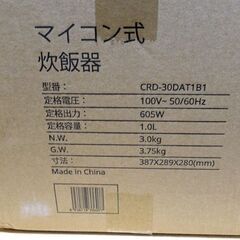 マイコン式
炊飯器
型番： CRD-30DAT1B1
定格電圧： 100V~ 50/60Hz
定格出力： 605W
定格容量： 1.0L
N.W. 3.0kg
G.W. 3.75kg
寸法： 387X289×280(mm)
Made in China